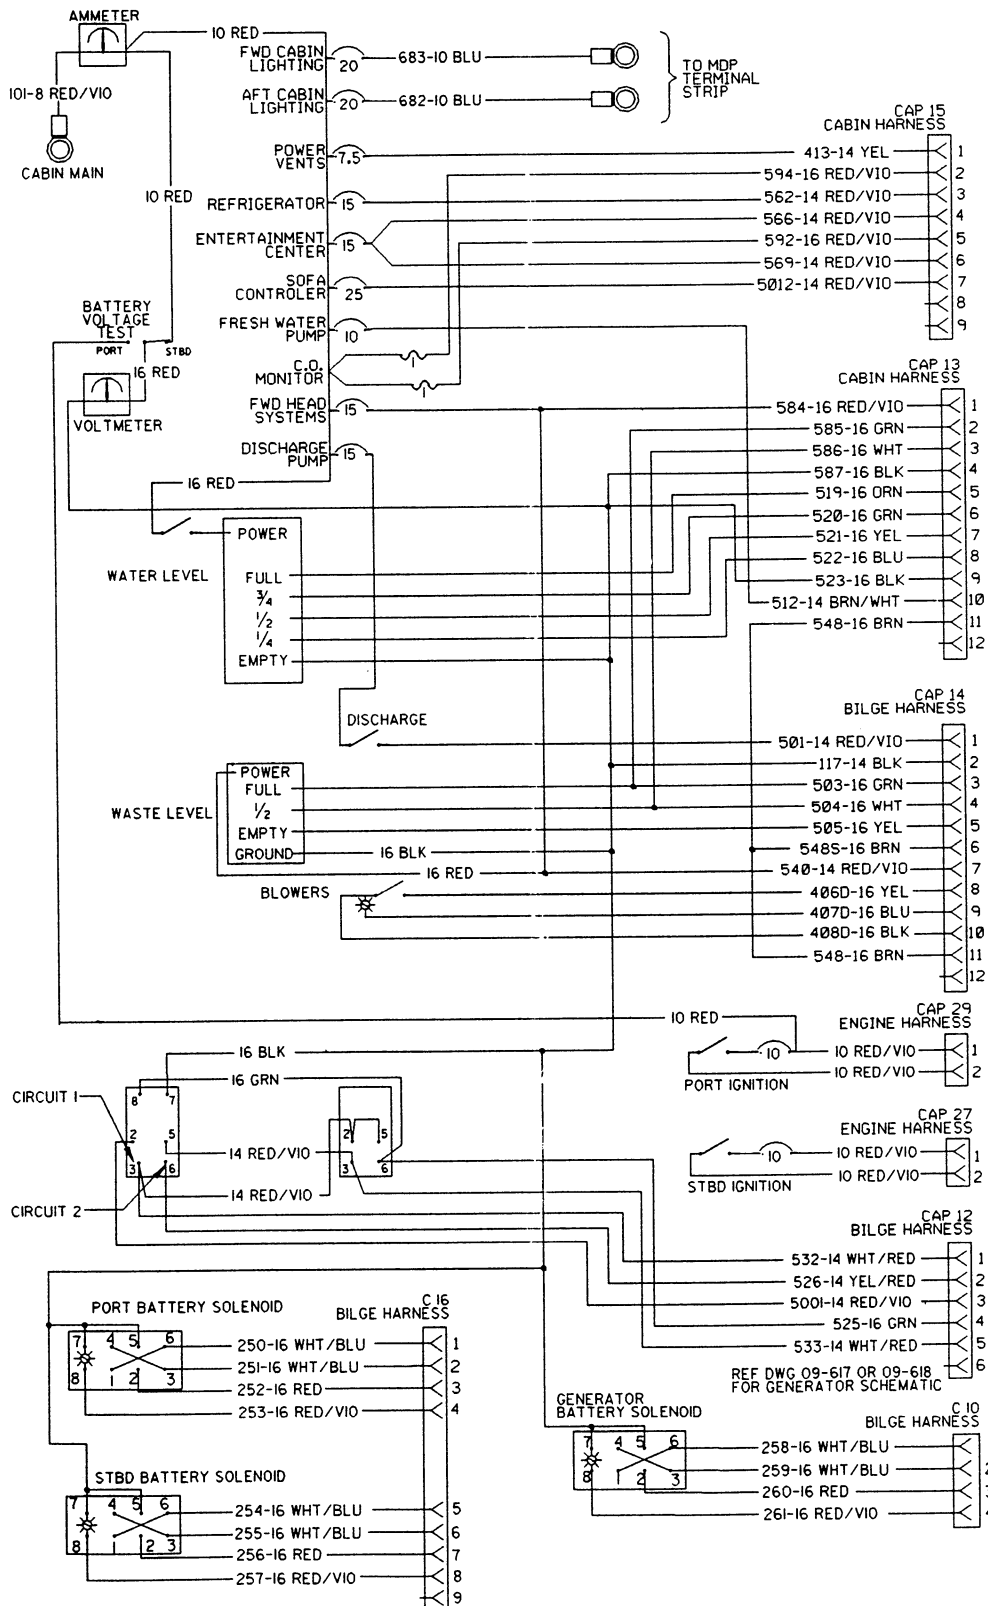 AMMETER
10 RED
FWD CABIN
LIGHTING
20
683-10 BLU
TO MDP
TERMINAL
STRIP
101-8 RED/VIO
AFT CABIN
LIGHTING
20
682-10 BLU
CABIN MAIN
10 RED
CAP 15
CABIN HARNESS
POWER
VENTS
7.5
413-14 YEL
1
594-16 RED/VIO
2
REFRIGERATOR
15
562-14 RED/VIO
3
566-14 RED/VIO
4
ENTERTAINMENT
CENTER
15
592-16 RED/VIO
5
569-14 RED/VIO
6
SOFA
CONTROLER
25
5012-14 RED/VIO
7
8
9
BATTERY
VOLTAGE
TEST
PORT
STBD
16 RED
VOLTMETER
FRESH WATER
PUMP
10
C.O.
MONITOR
1
1
FWD HEAD
SYSTEMS
15
DISCHARGE
PUMP
15
CAP 13
CABIN HARNESS
584-16 RED/VIO
1
585-16 GRN
2
586-16 WHT
3
587-16 BLK
4
519-16 ORN
5
520-16 GRN
6
521-16 YEL
7
522-16 BLU
8
523-16 BLK
9
512-14 BRN/WHT
10
548-16 BRN
11
12
16 RED
WATER LEVEL
POWER
FULL
3/4
1/2
1/4
EMPTY
DISCHARGE
CAP 14
BILGE HARNESS
501-14 RED/VIO
1
117-14 BLK
2
503-16 GRN
3
504-16 WHT
4
505-16 YEL
5
548S-16 BRN
6
540-14 RED/VIO
7
406D-16 YEL
8
407D-16 BLU
9
408D-16 BLK
10
548-16 BRN
11
12
WASTE LEVEL
POWER
FULL
1/2
EMPTY
GROUND
16 BLK
16 RED
BLOWERS
10 RED
CAP 29
ENGINE HARNESS
10
10 RED/VIO
1
10 RED/VIO
2
PORT IGNITION
CAP 27
ENGINE HARNESS
10
10 RED/VIO
1
10 RED/VIO
2
STBD IGNITION
16 BLK
16 GRN
CIRCUIT 1
8
7
2
5
3
6
14 RED/VIO
14 RED/VIO
2
5
3
6
CIRCUIT 2
CAP 12
BILGE HARNESS
532-14 WHT/RED
1
526-14 YEL/RED
2
5001-14 RED/VIO
3
525-16 GRN
4
533-14 WHT/RED
5
6
REF DWG 09-617 OR 09-618
FOR GENERATOR SCHEMATIC
PORT BATTERY SOLENOID
C 16
BILGE HARNESS
7
4
5
6
8
1
2
3
250-16 WHT/BLU
1
251-16 WHT/BLU
2
252-16 RED
3
253-16 RED/VIO
4
STBD BATTERY SOLENOID
7
4
5
6
8
1
2
3
254-16 WHT/BLU
5
255-16 WHT/BLU
6
256-16 RED
7
257-16 RED/VIO
8
9
GENERATOR
BATTERY SOLENOID
7
4
5
6
8
1
2
3
C 10
BILGE HARNESS
258-16 WHT/BLU
259-16 WHT/BLU
260-16 RED
261-16 RED/VIO